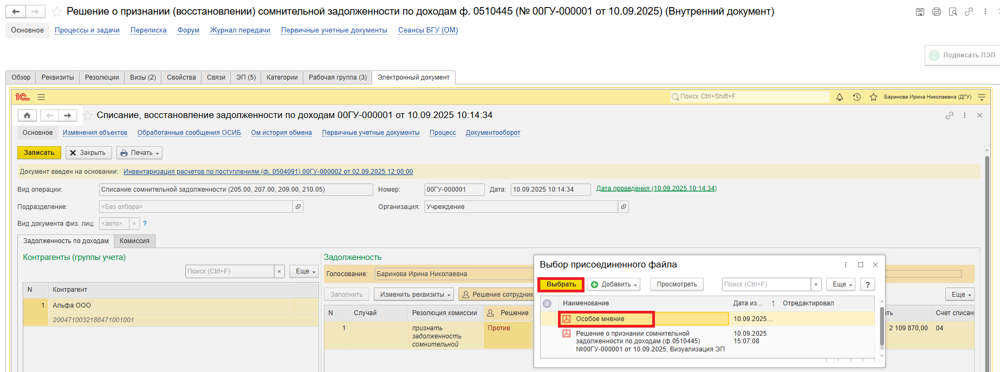 Решение о признании (восстановлении) сомнительной задолженности по доходам ф. 0510445 (№ 00ГУ-000001 от 10.09.2025) (Внутренний документ)
Основное Процессы и задачи Переписка Форум Журнал передачи Первичные учетные документы Сеансы БГУ (ОМ)
Подписать ПЭП
Обзор Реквизиты Резолюции Визы (2) Свойства Связи ЭП (5) Категории Рабочая группа (3) Электронный документ
1С Поиск Ctrl+Shift+F Баринова Ирина Николаевна (ДГУ)
Списание, восстановление задолженности по доходам 00ГУ-000001 от 10.09.2025 10:14:34
Основное Изменения объектов Обработанные сообщения ОСИБ Ом история обмена Первичные учетные документы Процесс Документооборот
Записать Закрыть Печать
Документ введен на основании: Инвентаризация расчетов по поступлениям (ф. 0504091) 00ГУ-000002 от 02.09.2025 12:00:00
Вид операции: Списание сомнительной задолженности (205.00, 207.00, 209.00, 210.05) Номер: 00ГУ-000001 Дата: 10.09.2025 10:14:34 Дата проведения (10.09.2025 10:14:34)
Подразделение: <Без отбора> Организация: Учреждение
Вид документа физ. лиц: <авто> × ?
Задолженность по доходам Комиссия
Контрагенты (группы учета)
Поиск (Ctrl+F) × Еще
N Контрагент
1 Альфа ООО
2004710032188471001001
Задолженность
Голосование: Баринова Ирина Николаевна
Заполнить Изменить реквизиты Решение сотрудник Еще
N Случай Резолюция комиссии Решение ть Счет списан
1 признать Против 2 109 870,00 04
задолженность
сомнительной
Выбор присоединенного файла
Выбрать Добавить Просмотреть Поиск (Ctrl+F) × Еще ?
Наименование Дата из... ↑ Отредактировал
Особое мнение 10.09.2025...
Решение о признании сомнительной 10.09.2025
задолженности по доходам (ф.0510445) 15:07:08
№00ГУ-000001 от 10.09.2025, Визуализация ЭП